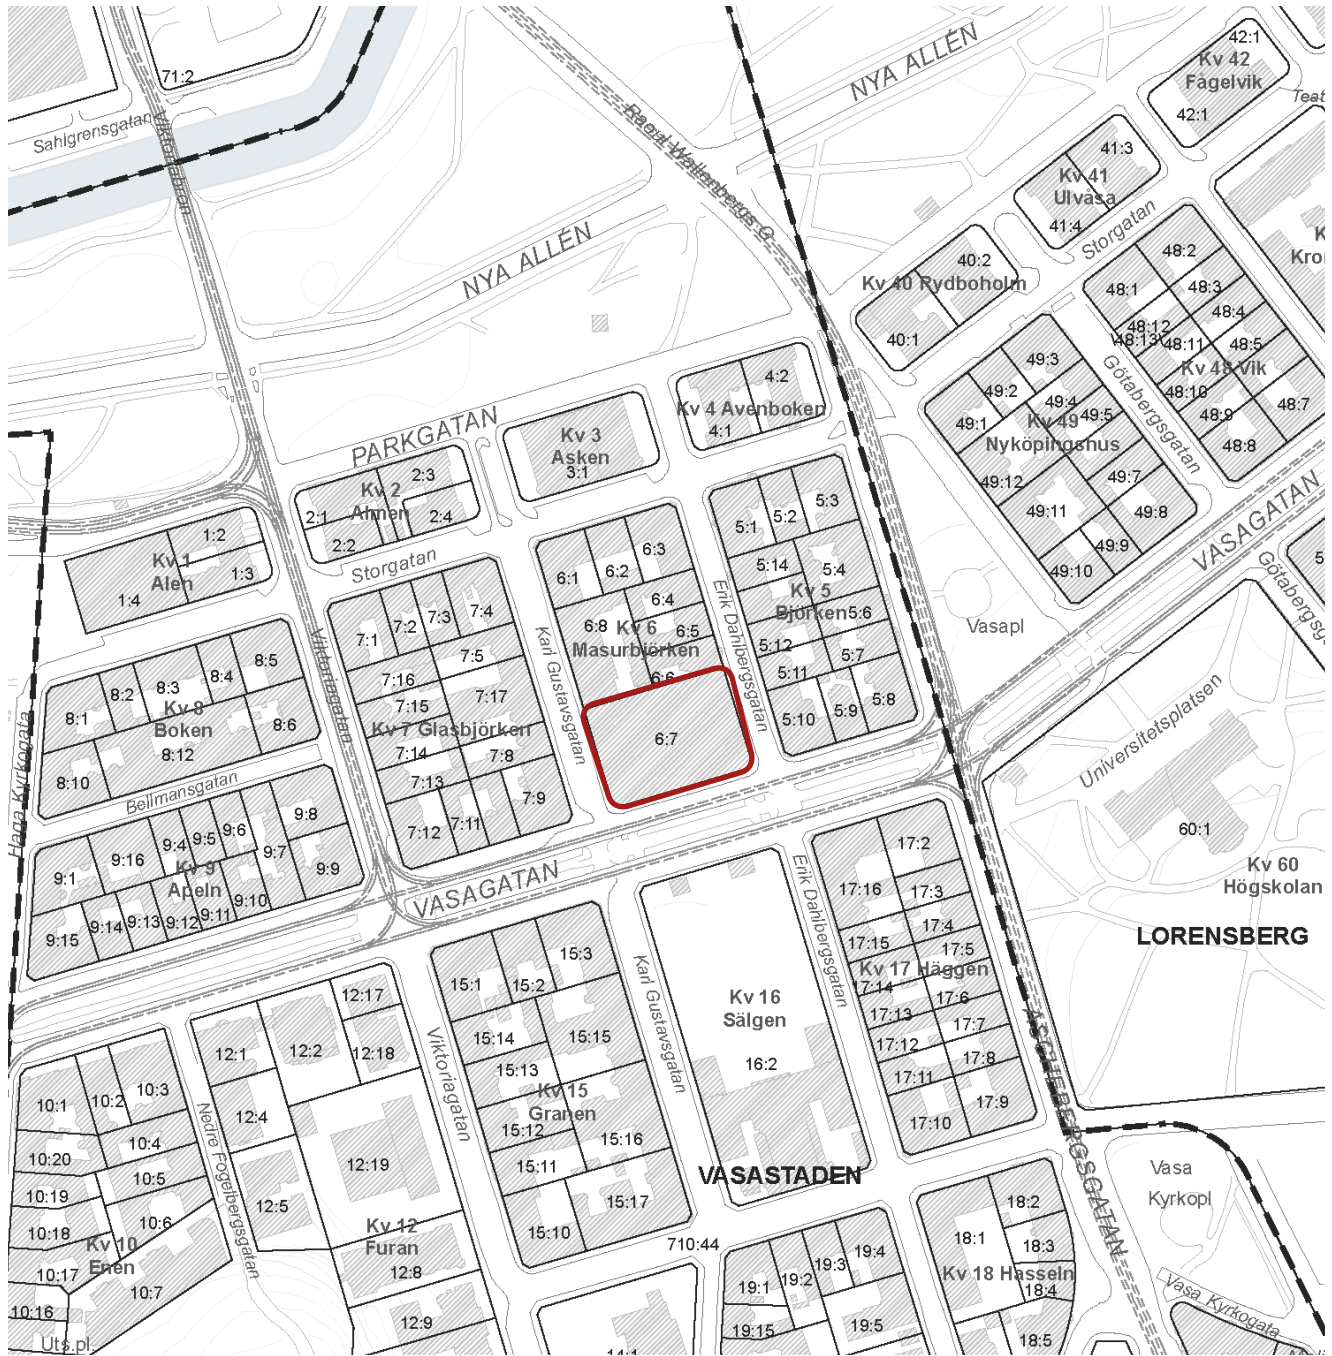 71:2
Sahlgrensgatan
Viktoriabron
NYA ALLÉN
Raoul Wallenbergs G.
42:1
Kv 42
Fågelvik
42:1
41:3
Kv 41
Ulvåsa
41:4
Storgatan
NYA ALLÉN
40:2
Kv 40 Rydboholm
40:1
48:2
48:1
48:3
48:4
48:12
48:13
48:11
48:5
Kv 48 Vik
48:10
48:9
48:7
48:8
Götabergsgatan
49:3
49:2
49:4
49:1
49:5
Kv 49
Nyköpingshus
49:12
49:7
49:11
49:8
49:9
49:10
VASAGATAN
PARKGATAN
4:2
Kv 4 Avenboken
4:1
Kv 3
Asken
3:1
2:3
Kv 2
Almen
2:1
2:4
2:2
Storgatan
1:2
Kv 1
Alen
1:3
1:4
5:3
5:2
5:1
5:14
5:4
Kv 5
Björken
5:6
5:12
5:7
5:11
5:8
5:9
5:10
6:3
6:2
6:1
6:4
6:8
Kv 6
6:5
Masurbjörken
6:6
6:7
Erik Dahlbergsgatan
Karl Gustavsgatan
Viktoriagatan
7:4
7:3
7:2
7:1
7:5
7:16
7:17
7:15
Kv 7 Glasbjörken
7:14
7:8
7:13
7:9
7:11
7:12
8:5
8:4
8:3
8:2
8:1
Kv 8
Boken
8:6
8:12
8:10
Bellmansgatan
Haga Kyrkogata
9:8
9:6
9:5
9:4
9:16
9:7
9:1
Kv 9
Apeln
9:9
9:10
9:11
9:12
9:13
9:14
9:15
VASAGATAN
Vasapl
Universitetsplatsen
60:1
Kv 60
Högskolan
LORENSBERG
17:2
17:16
17:3
17:4
17:15
17:5
Kv 17 Häggen
17:14
17:6
17:13
17:7
17:12
17:8
17:11
17:9
17:10
Erik Dahlbergsgatan
Kv 16
Sälgen
16:2
Karl Gustavsgatan
15:3
15:1
15:2
15:14
15:15
15:13
Kv 15
Granen
15:12
15:16
15:11
15:17
15:10
Viktoriagatan
12:17
12:1
12:2
12:18
12:4
12:19
12:5
Kv 12
Furan
12:8
12:9
Nedre Fogelbergsgatan
10:3
10:2
10:1
10:4
10:20
10:5
10:19
10:6
10:18
Kv 10
Enen
10:17
10:7
10:16
Uts.pl.
VASASTADEN
710:44
19:4
19:3
19:2
19:1
19:15
19:5
18:2
18:1
18:3
Kv 18 Hasseln
18:4
18:5
ASCHEBERGSGATAN
Vasa
Kyrkopl
Vasa Kyrkogata